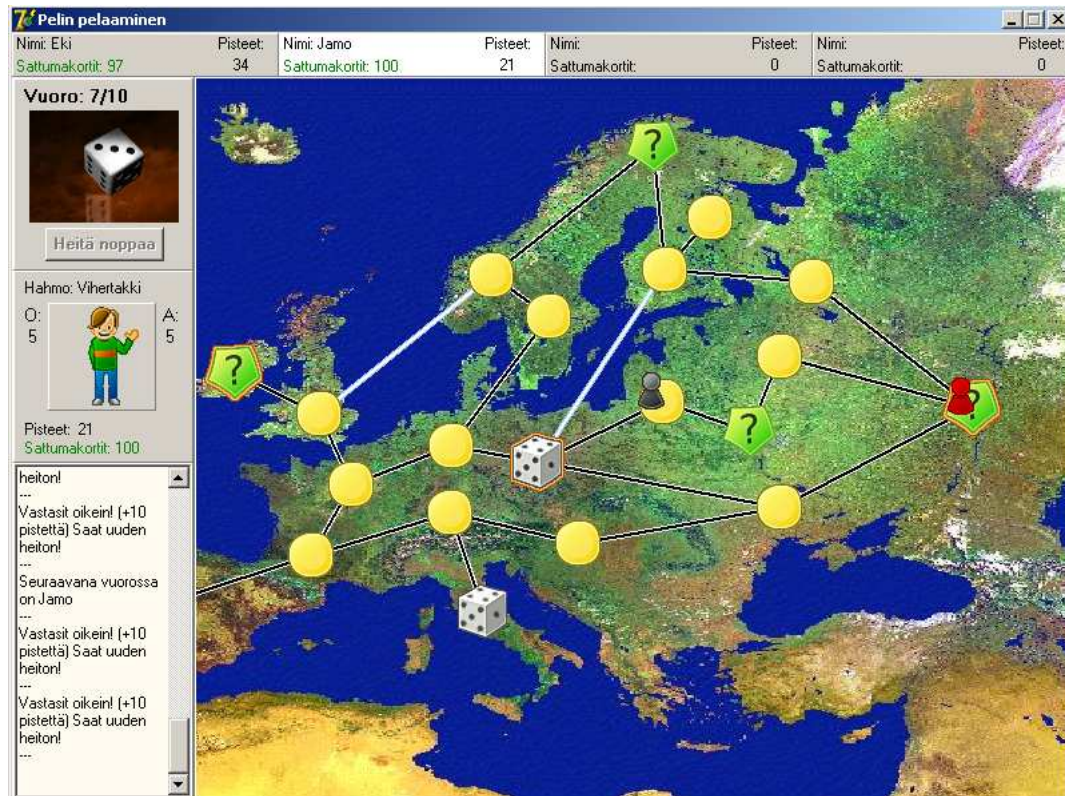 Pelin pelaaminen
Nimi: Eki Pisteet:
Sattumakortit: 97 34
Nimi: Jamo Pisteet:
Sattumakortit: 100 21
Nimi: Pisteet:
Sattumakortit: 0
Nimi: Pisteet:
Sattumakortit: 0
Vuoro: 7/10
Heitä noppaa
Hahmo: Vihertakki
O: A:
5 5
Pisteet: 21
Sattumakortit: 100
heiton!
---
Vastasit oikein! (+10
pistettä) Saat uuden
heiton!
---
Seuraavana vuorossa
on Jamo
---
Vastasit oikein! (+10
pistettä) Saat uuden
heiton!
---
Vastasit oikein! (+10
pistettä) Saat uuden
heiton!
---
?
?
?
?
1